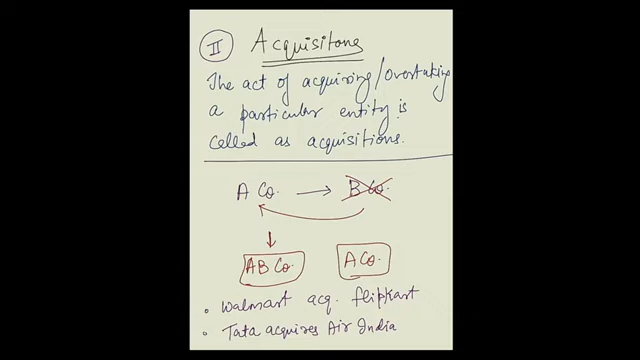 II Acquisitons
The act of acquiring/overtaking
a particular entity is
called as acquisitions.
A Co. → B Co.
AB Co. A Co.
• Walmart acq. flipkart
• Tata acquires Air India